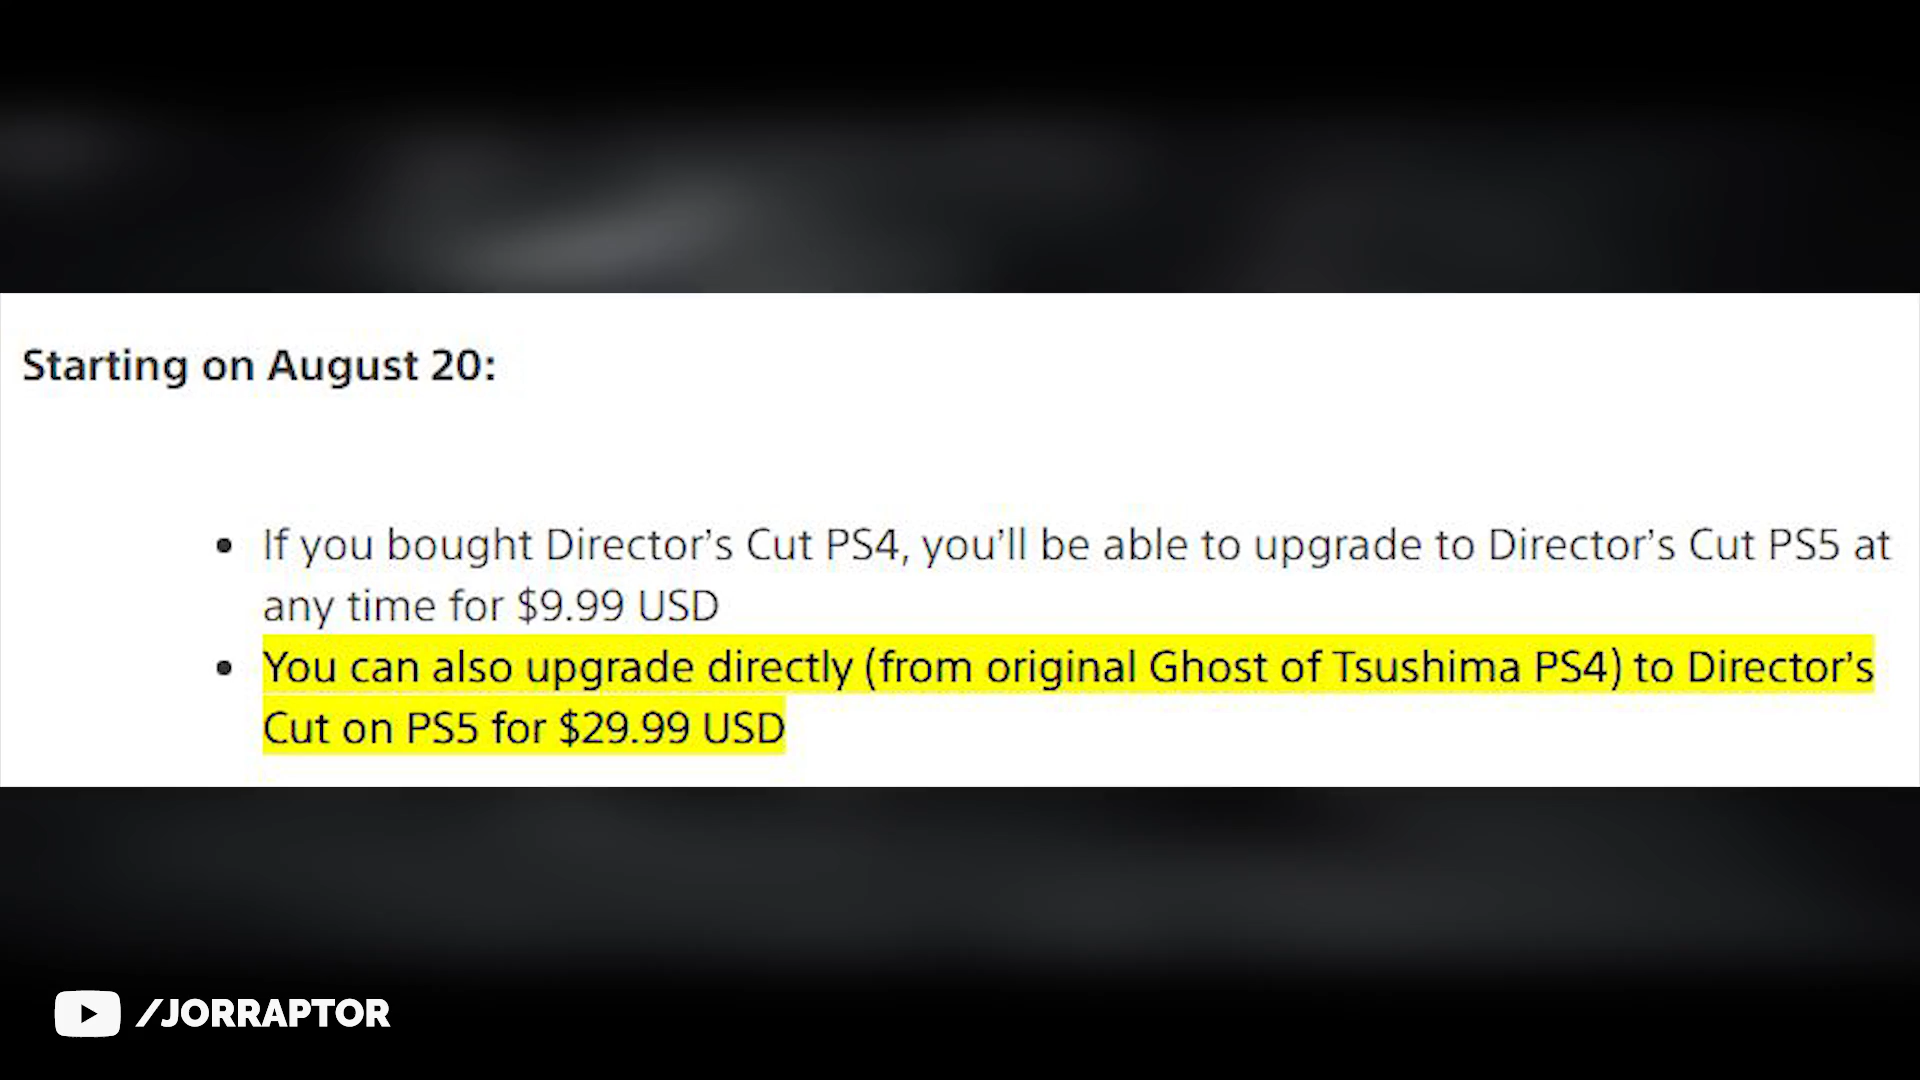 Starting on August 20:
• If you bought Director’s Cut PS4, you’ll be able to upgrade to Director’s Cut PS5 at
any time for $9.99 USD
• You can also upgrade directly (from original Ghost of Tsushima PS4) to Director’s
Cut on PS5 for $29.99 USD
/JORRAPTOR